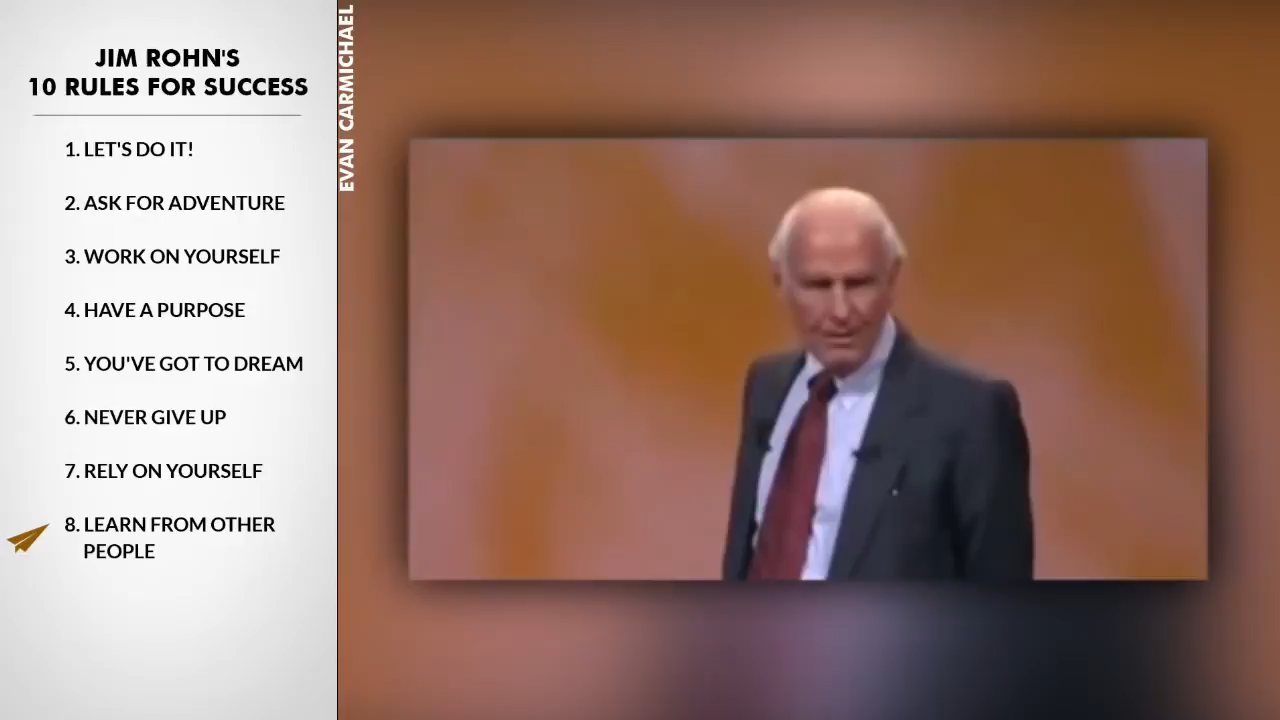 JIM ROHN'S
10 RULES FOR SUCCESS
1. LET'S DO IT!
2. ASK FOR ADVENTURE
3. WORK ON YOURSELF
4. HAVE A PURPOSE
5. YOU'VE GOT TO DREAM
6. NEVER GIVE UP
7. RELY ON YOURSELF
8. LEARN FROM OTHER
PEOPLE
EVAN CARMICHAEL